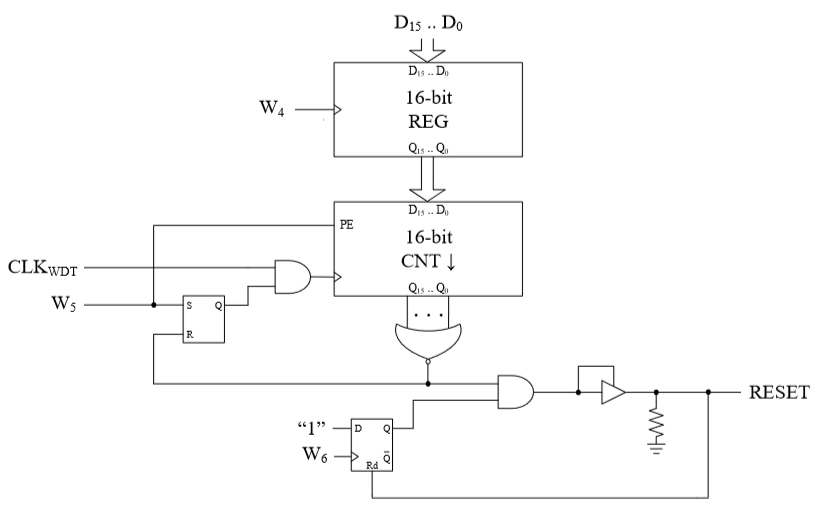 D₁₅ .. D₀
D₁₅ .. D₀
16-bit
REG
W₄
Q₁₅ .. Q₀
D₁₅ .. D₀
PE
16-bit
CNT ↓
CLK_WDT
Q₁₅ .. Q₀
W₅
S Q
R
. . .
RESET
“1”
D Q
W₆
Q̅
Rd